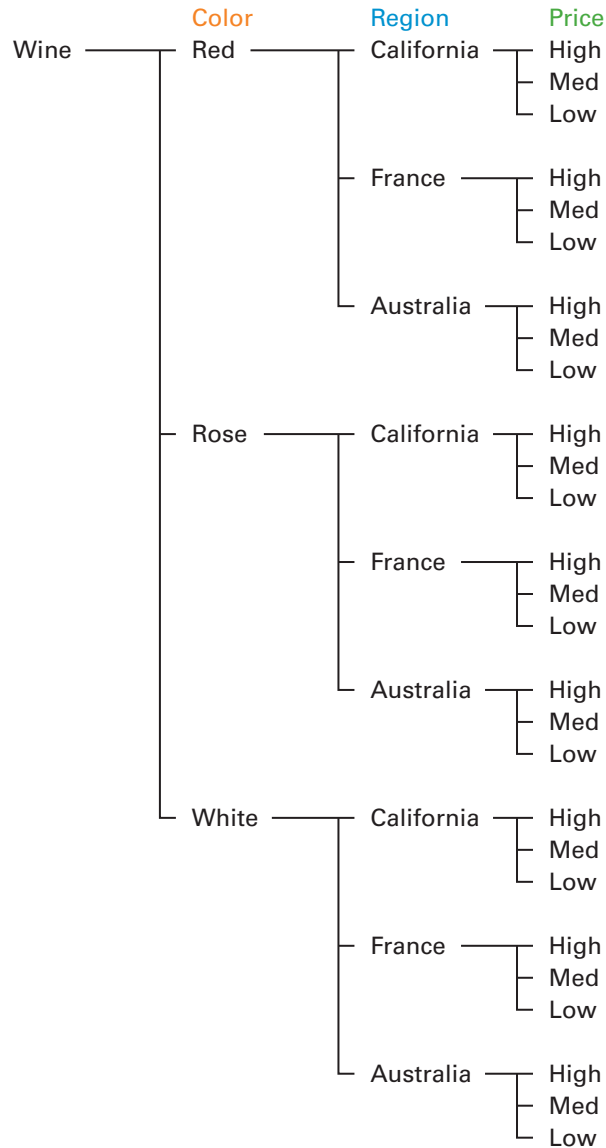 Color Region Price
Wine Red California High
Med
Low
France High
Med
Low
Australia High
Med
Low
Rose California High
Med
Low
France High
Med
Low
Australia High
Med
Low
White California High
Med
Low
France High
Med
Low
Australia High
Med
Low